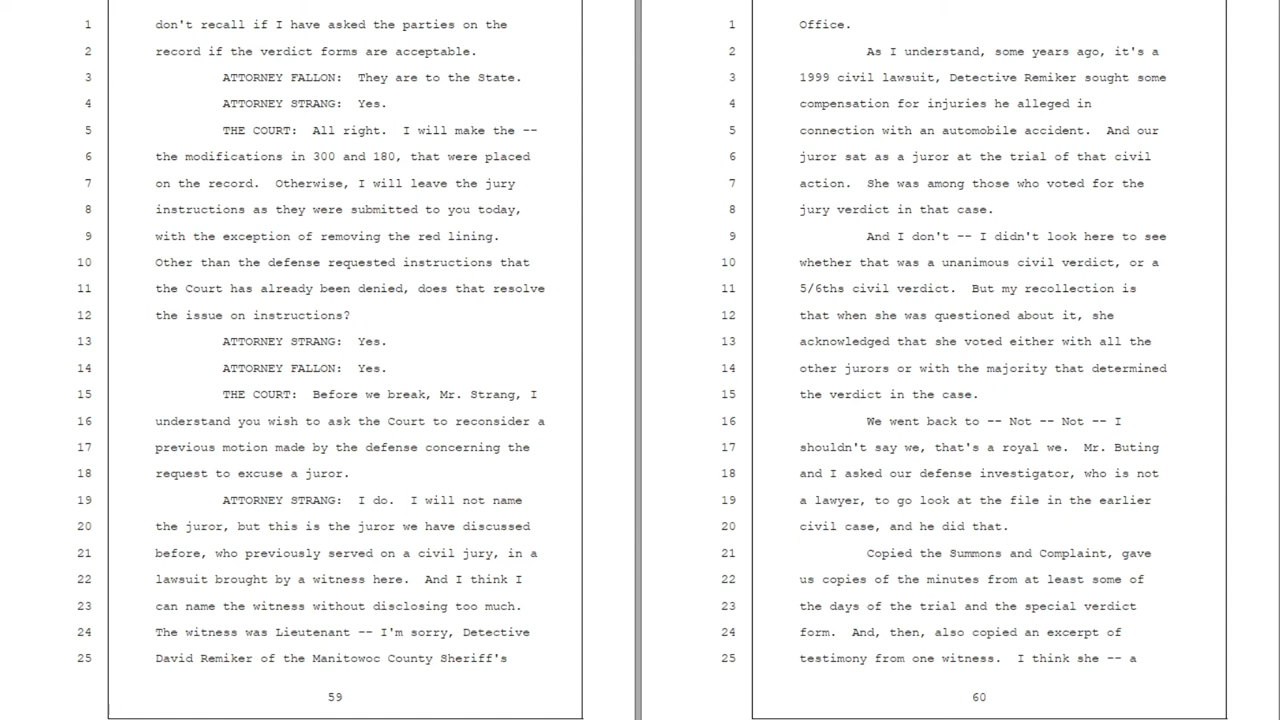 1 don't recall if I have asked the parties on the
2 record if the verdict forms are acceptable.
3 ATTORNEY FALLON: They are to the State.
4 ATTORNEY STRANG: Yes.
5 THE COURT: All right. I will make the --
6 the modifications in 300 and 180, that were placed
7 on the record. Otherwise, I will leave the jury
8 instructions as they were submitted to you today,
9 with the exception of removing the red lining.
10 Other than the defense requested instructions that
11 the Court has already been denied, does that resolve
12 the issue on instructions?
13 ATTORNEY STRANG: Yes.
14 ATTORNEY FALLON: Yes.
15 THE COURT: Before we break, Mr. Strang, I
16 understand you wish to ask the Court to reconsider a
17 previous motion made by the defense concerning the
18 request to excuse a juror.
19 ATTORNEY STRANG: I do. I will not name
20 the juror, but this is the juror we have discussed
21 before, who previously served on a civil jury, in a
22 lawsuit brought by a witness here. And I think I
23 can name the witness without disclosing too much.
24 The witness was Lieutenant -- I'm sorry, Detective
25 David Remiker of the Manitowoc County Sheriff's
59
1 Office.
2 As I understand, some years ago, it's a
3 1999 civil lawsuit, Detective Remiker sought some
4 compensation for injuries he alleged in
5 connection with an automobile accident. And our
6 juror sat as a juror at the trial of that civil
7 action. She was among those who voted for the
8 jury verdict in that case.
9 And I don't -- I didn't look here to see
10 whether that was a unanimous civil verdict, or a
11 5/6ths civil verdict. But my recollection is
12 that when she was questioned about it, she
13 acknowledged that she voted either with all the
14 other jurors or with the majority that determined
15 the verdict in the case.
16 We went back to -- Not -- Not -- I
17 shouldn't say we, that's a royal we. Mr. Buting
18 and I asked our defense investigator, who is not
19 a lawyer, to go look at the file in the earlier
20 civil case, and he did that.
21 Copied the Summons and Complaint, gave
22 us copies of the minutes from at least some of
23 the days of the trial and the special verdict
24 form. And, then, also copied an excerpt of
25 testimony from one witness. I think she -- a
60